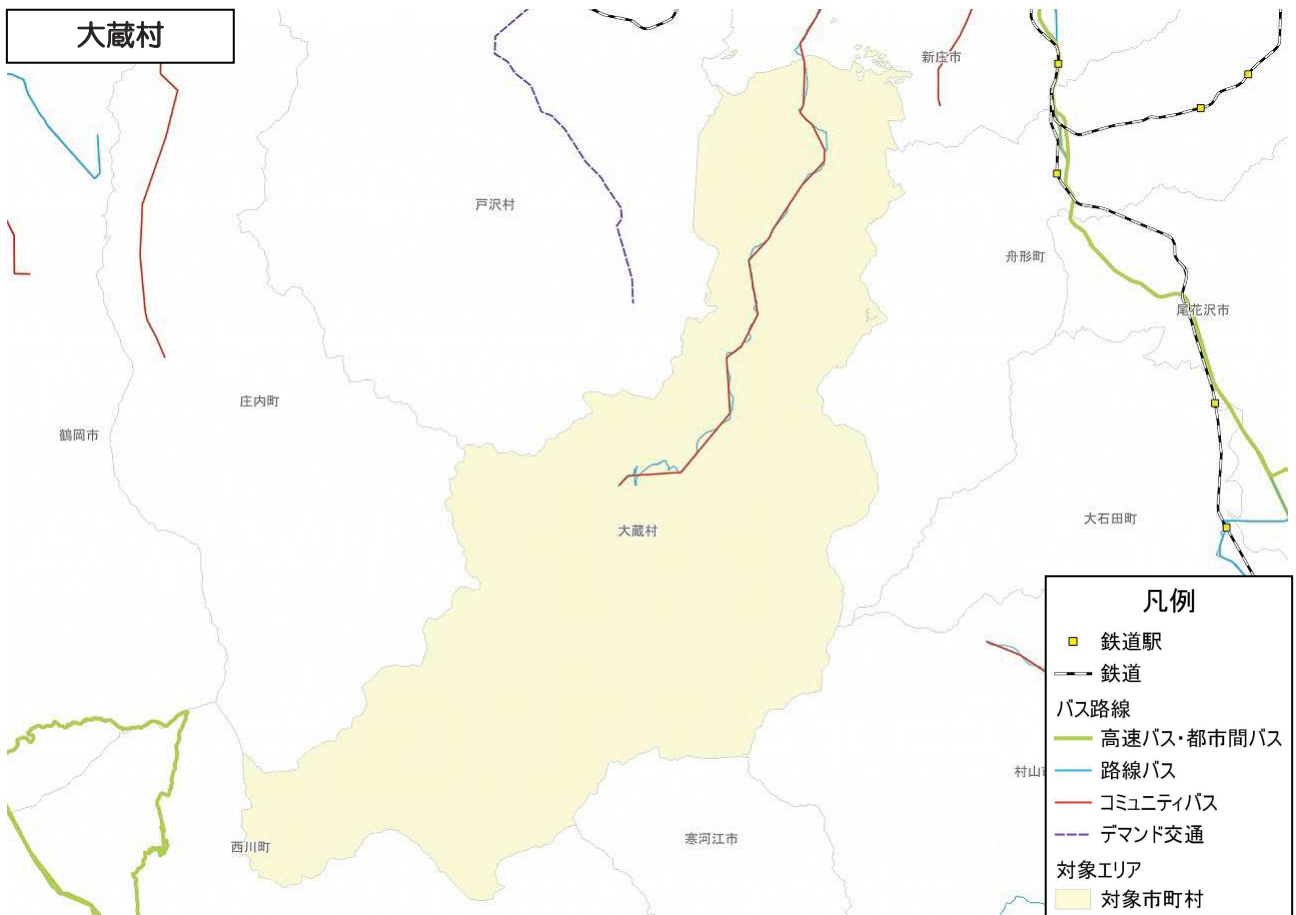 大蔵村
新庄市
戸沢村
舟形町
尾花沢市
庄内町
鶴岡市
大石田町
大蔵村
村山市
西川町
寒河江市
凡例
鉄道駅
鉄道
バス路線
高速バス・都市間バス
路線バス
コミュニティバス
デマンド交通
対象エリア
対象市町村